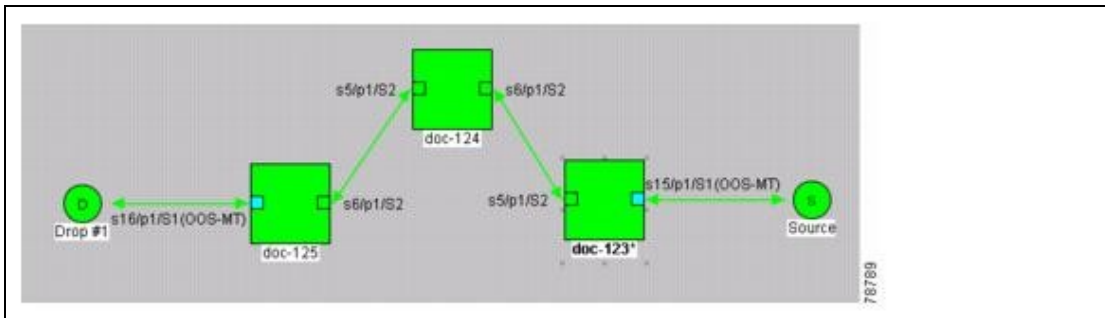 s5/p1/S2
s6/p1/S2
doc-124
D
s16/p1/S1(OOS-MT)
Drop #1
s6/p1/S2
doc-125
s5/p1/S2
s15/p1/S1(OOS-MT)
doc-123*
S
Source
78789